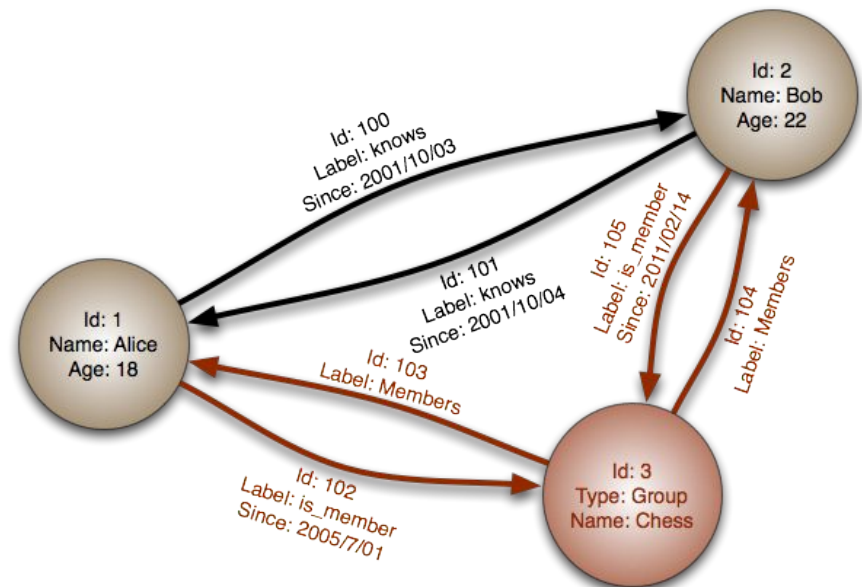 Id: 2
Name: Bob
Age: 22
Id: 100
Label: knows
Since: 2001/10/03
Id: 101
Label: knows
Since: 2001/10/04
Id: 105
Label: is_member
Since: 2011/02/14
Id: 104
Label: Members
Id: 1
Name: Alice
Age: 18
Id: 103
Label: Members
Id: 102
Label: is_member
Since: 2005/7/01
Id: 3
Type: Group
Name: Chess